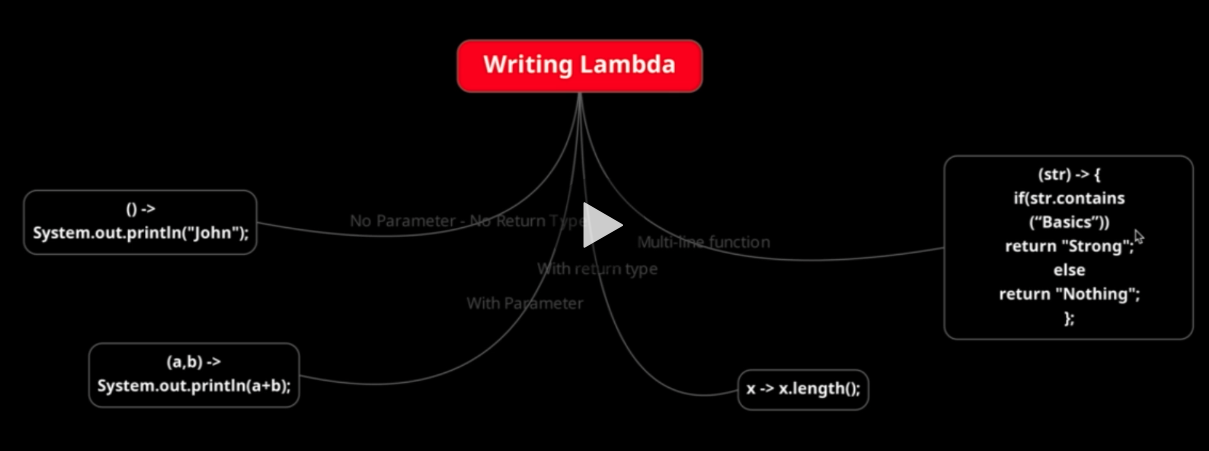 Writing Lambda
() ->
System.out.println("John");
No Parameter - No Return Type
Multi-line function
With return type
With Parameter
(a,b) ->
System.out.println(a+b);
x -> x.length();
(str) -> {
if(str.contains
(“Basics”))
return "Strong";
else
return "Nothing";
};